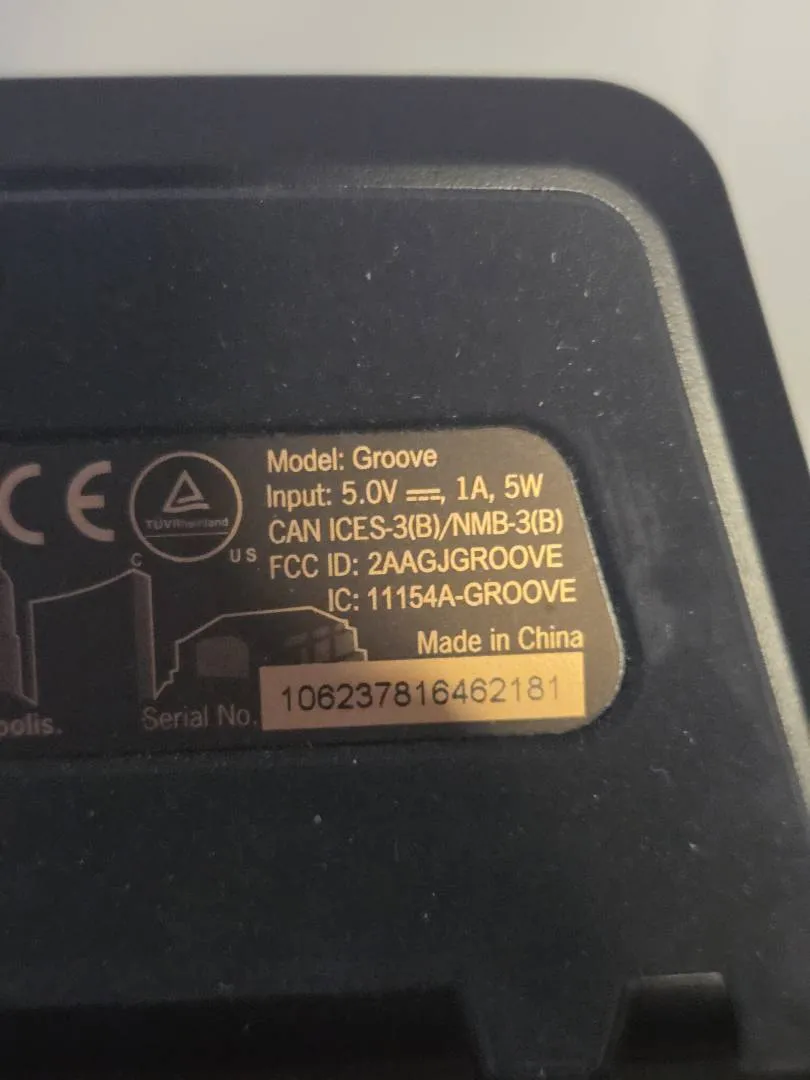 CE
TÜVRheinland
C US
Model: Groove
Input: 5.0V ⎓, 1A, 5W
CAN ICES-3(B)/NMB-3(B)
FCC ID: 2AAGJGROOVE
IC: 11154A-GROOVE
Made in China
polis.
Serial No. 106237816462181